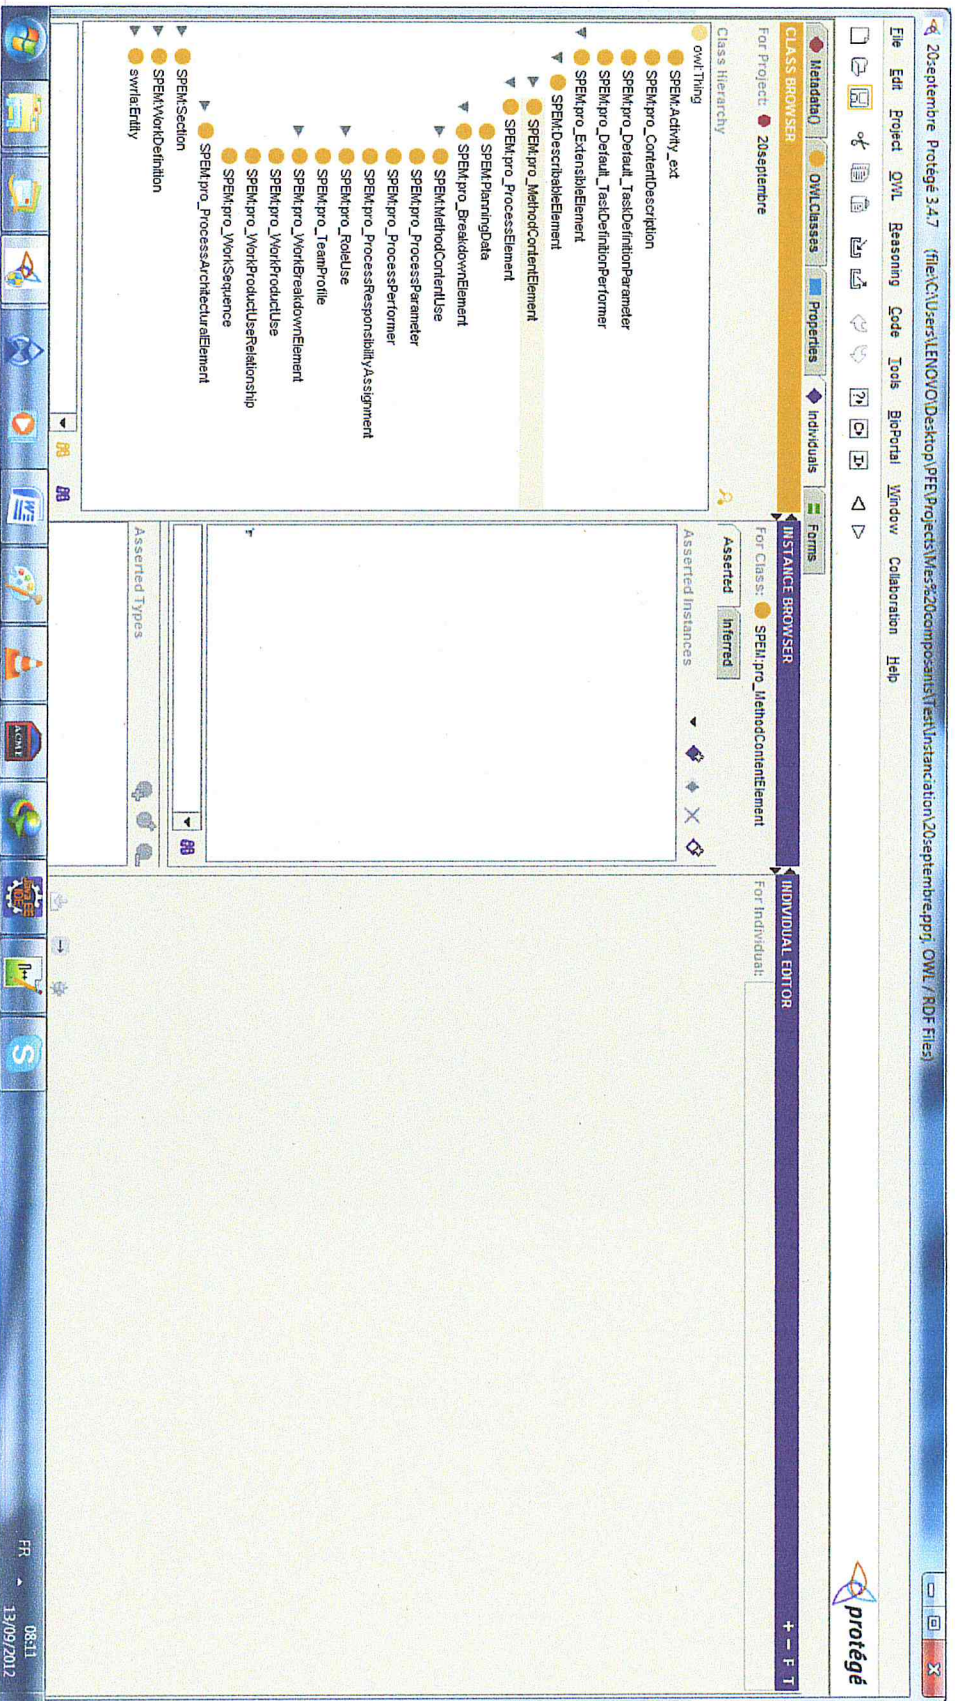 20septembre Protégé 3.4.7 (file:\C:\Users\LENOVO\Desktop\PFE\Projects\Mes%20composants\Test\Instanciation\20septembre.pprj, OWL / RDF Files)
File Edit Project OWL Reasoning Code Tools BioPortal Window Collaboration Help
protégé
Metadata() OWLClasses Properties Individuals Forms
CLASS BROWSER
For Project: 20septembre
Class Hierarchy
owl:Thing
SPEM:Activity_ext
SPEM:pro_ContentDescription
SPEM:pro_Default_TaskDefinitionParameter
SPEM:pro_Default_TaskDefinitionPerformer
SPEM:pro_ExtensibleElement
SPEM:DescribableElement
SPEM:pro_MethodContentElement
SPEM:pro_ProcessElement
SPEM:PlanningData
SPEM:pro_BreakdownElement
SPEM:MethodContentUse
SPEM:pro_ProcessParameter
SPEM:pro_ProcessPerformer
SPEM:pro_ProcessResponsibilityAssignment
SPEM:pro_RoleUse
SPEM:pro_TeamProfile
SPEM:pro_WorkBreakdownElement
SPEM:pro_WorkProductUse
SPEM:pro_WorkProductUseRelationship
SPEM:pro_WorkSequence
SPEM:pro_ProcessArchitecturalElement
SPEM:Section
SPEM:WorkDefinition
swrla:Entity
INSTANCE BROWSER
For Class: SPEM:pro_MethodContentElement
Asserted Inferred
Asserted Instances
Asserted Types
INDIVIDUAL EDITOR
+ − F T
For Individual:
ACME
Java EE
IDE
FR
08:11
13/09/2012